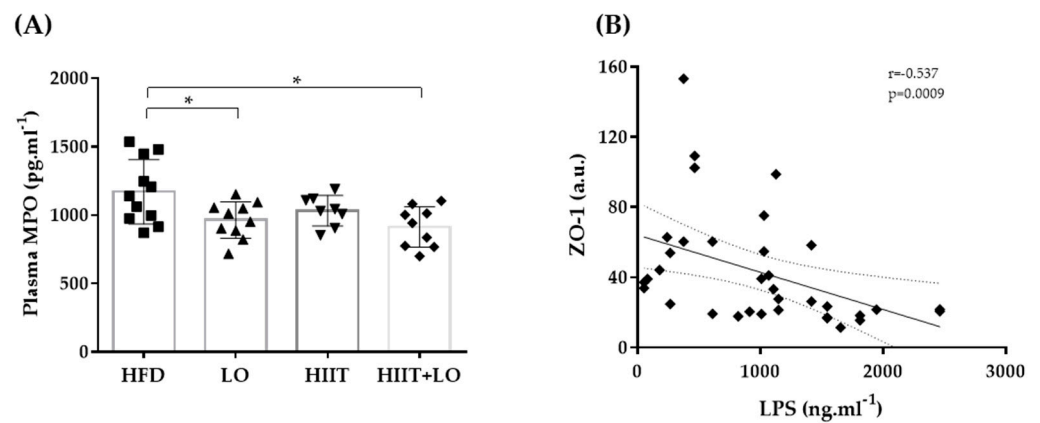 (A)
Plasma MPO (pg.ml-1)
2000
1500
1000
500
0
*
*
HFD LO HIIT HIIT+LO
(B)
ZO-1 (a.u.)
160
120
80
40
0
r=-0.537
p=0.0009
0 1000 2000 3000
LPS (ng.ml-1)